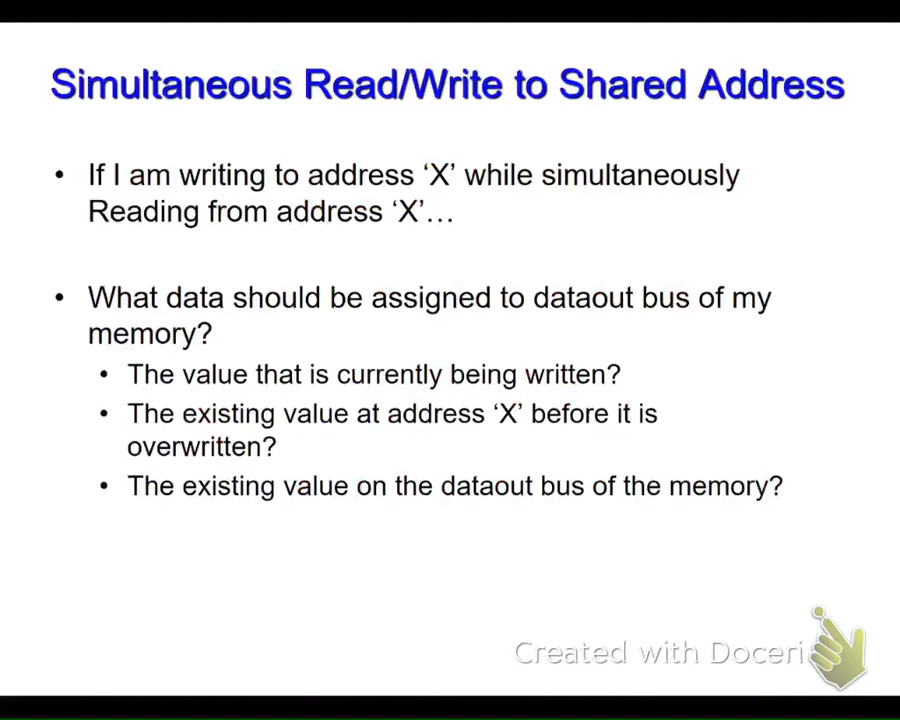 Simultaneous Read/Write to Shared Address
• If I am writing to address ‘X’ while simultaneously
Reading from address ‘X’…
• What data should be assigned to dataout bus of my
memory?
• The value that is currently being written?
• The existing value at address ‘X’ before it is
overwritten?
• The existing value on the dataout bus of the memory?
Created with Doceri